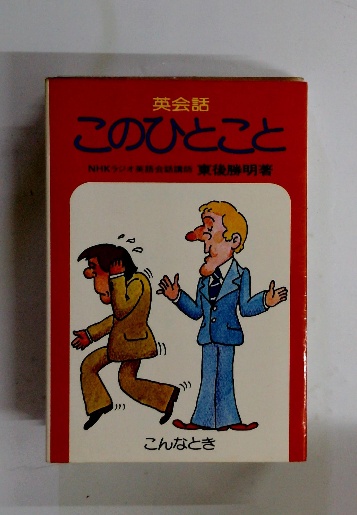 英会話
このひとこと
NHKラジオ英語会話講師 東後勝明著
こんなとき